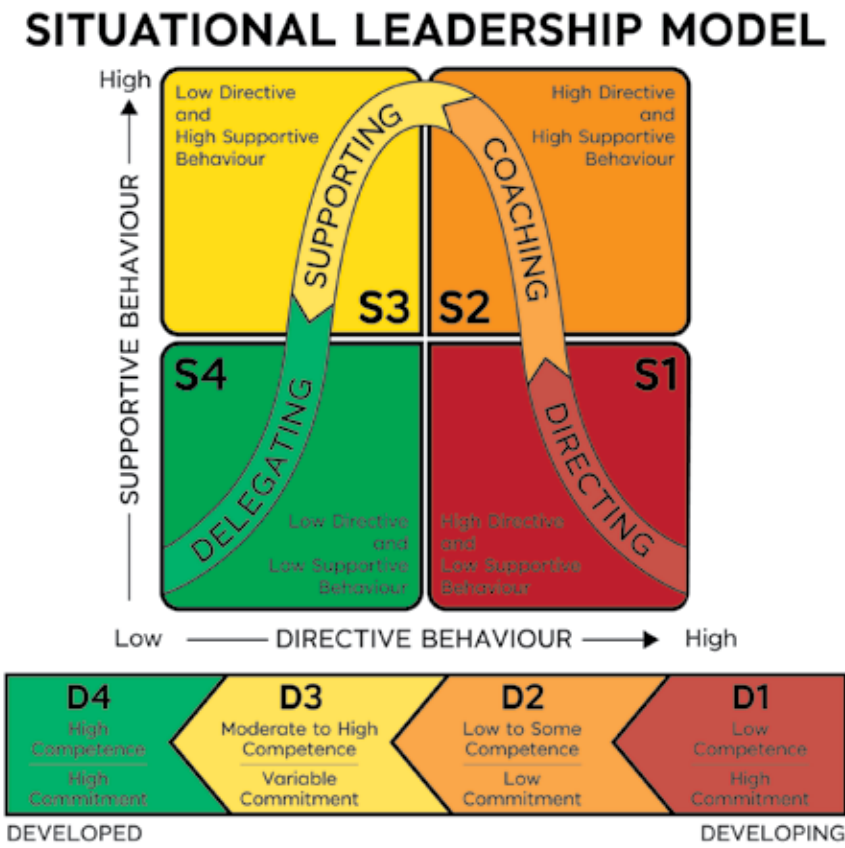 SITUATIONAL LEADERSHIP MODEL
High
SUPPORTIVE BEHAVIOUR
Low Directive
and
High Supportive
Behaviour
SUPPORTING
S3
High Directive
and
High Supportive
Behaviour
COACHING
S2
S4
DELEGATING
Low Directive
and
Low Supportive
Behaviour
S1
DIRECTING
High Directive
and
Low Supportive
Behaviour
Low
DIRECTIVE BEHAVIOUR
High
D4
High
Competence
High
Commitment
D3
Moderate to High
Competence
Variable
Commitment
D2
Low to Some
Competence
Low
Commitment
D1
Low
Competence
High
Commitment
DEVELOPED
DEVELOPING